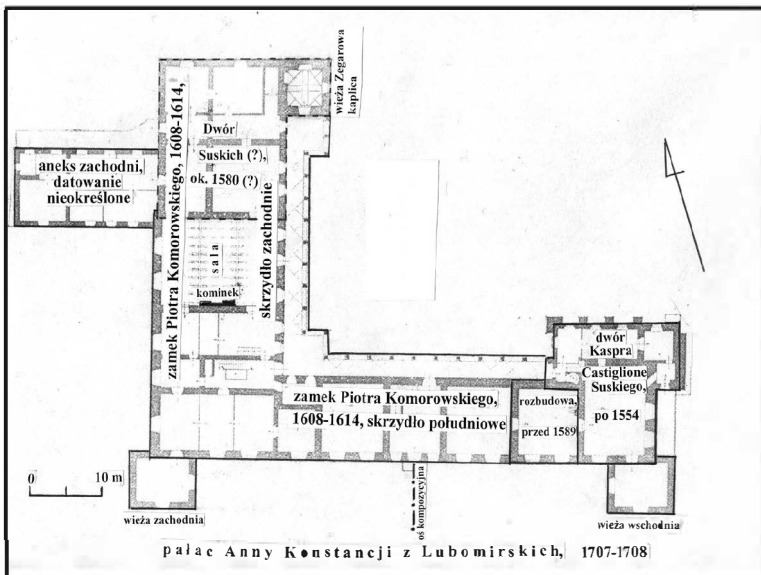 wieża Zegarowa
kaplica
zamek Piotra Komorowskiego, 1608-1614,
skrzydło zachodnie
Dwór
Suskich (?),
ok. 1580 (?)
aneks zachodni,
datowanie
nieokreślone
sala
kominek
dwór
Kaspra
Castiglione
Suskiego,
po 1554
rozbudowa,
przed 1589
zamek Piotra Komorowskiego,
1608-1614, skrzydło południowe
0 10 m
wieża zachodnia
oś kompozycyjna
wieża wschodnia
pałac Anny Konstancji z Lubomirskich, 1707-1708